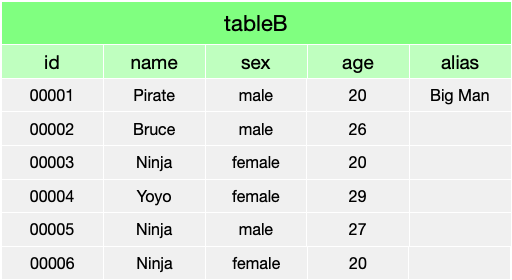 tableB
id name sex age alias
00001 Pirate male 20 Big Man
00002 Bruce male 26
00003 Ninja female 20
00004 Yoyo female 29
00005 Ninja male 27
00006 Ninja female 20